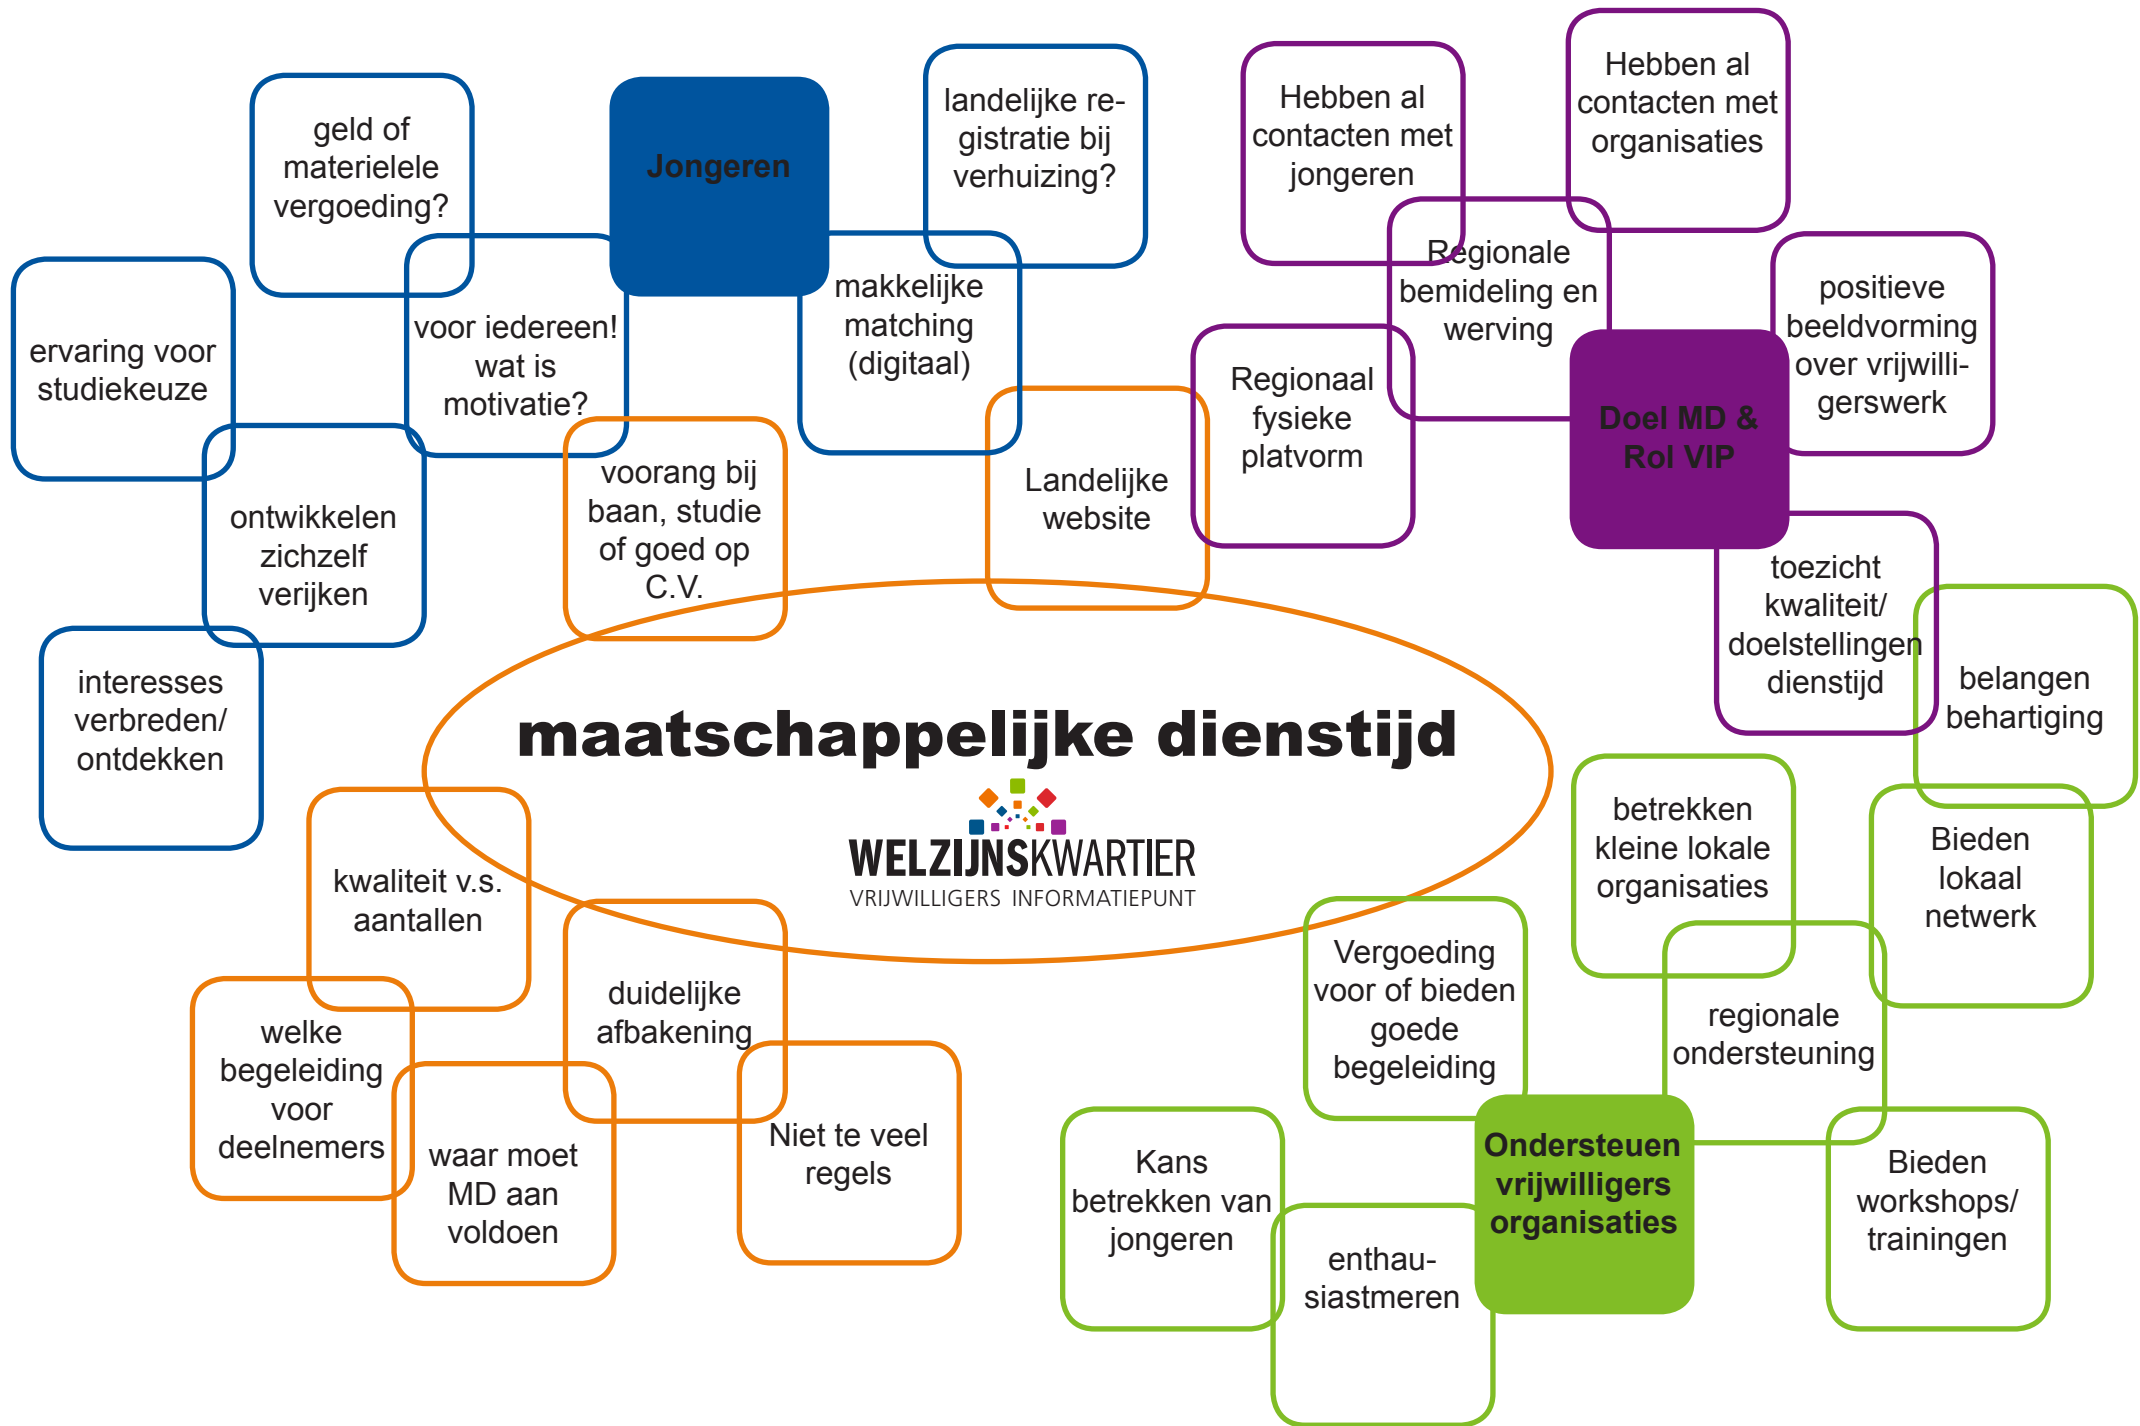 geld of
materielele
vergoeding?
Jongeren
landelijke re-
gistratie bij
verhuizing?
ervaring voor
studiekeuze
voor iedereen!
wat is
motivatie?
makkelijke
matching
(digitaal)
ontwikkelen
zichzelf
verijken
interesses
verbreden/
ontdekken
voorang bij
baan, studie
of goed op
C.V.
Landelijke
website
Hebben al
contacten met
jongeren
Hebben al
contacten met
organisaties
Regionale
bemideling en
werving
Regionaal
fysieke
platvorm
positieve
beeldvorming
over vrijwilli-
gerswerk
Doel MD &
Rol VIP
toezicht
kwaliteit/
doelstellingen
dienstijd
belangen
behartiging
maatschappelijke dienstijd
WELZIJNSKWARTIER
VRIJWILLIGERS INFORMATIEPUNT
kwaliteit v.s.
aantallen
duidelijke
afbakening
welke
begeleiding
voor
deelnemers
waar moet
MD aan
voldoen
Niet te veel
regels
betrekken
kleine lokale
organisaties
Bieden
lokaal
netwerk
Vergoeding
voor of bieden
goede
begeleiding
regionale
ondersteuning
Kans
betrekken van
jongeren
enthau-
siastmeren
Ondersteuen
vrijwilligers
organisaties
Bieden
workshops/
trainingen